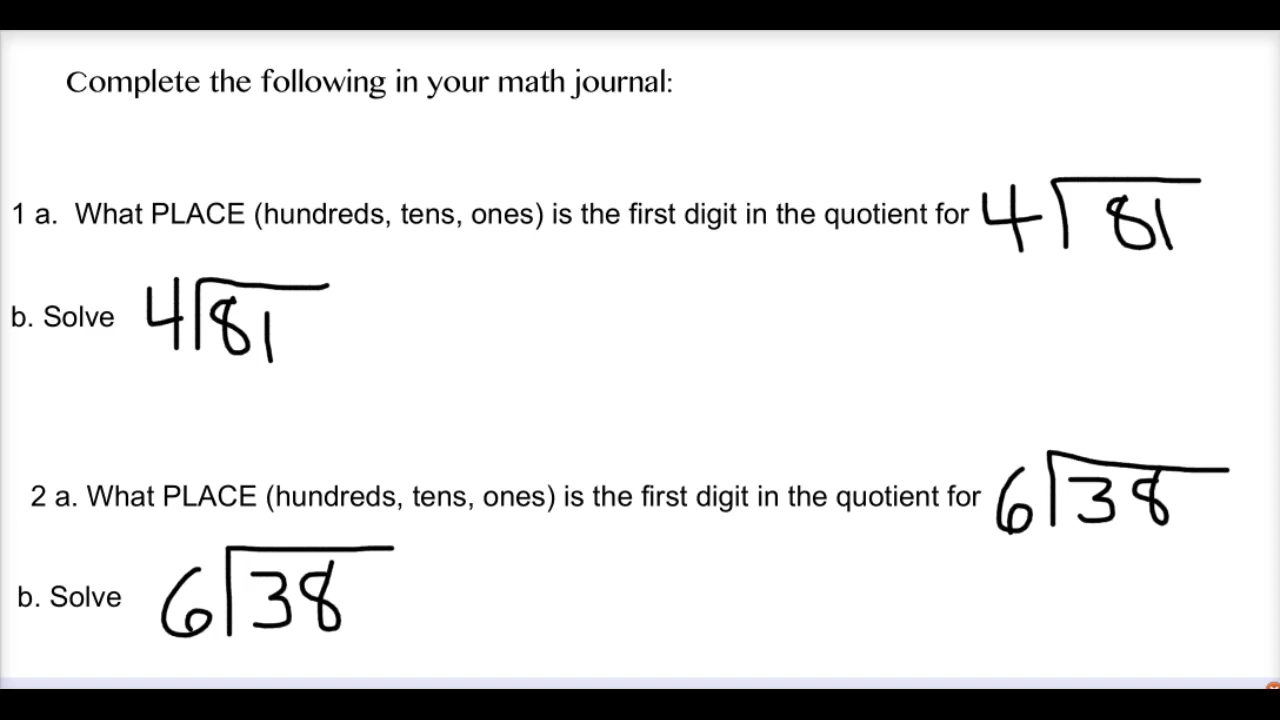 Complete the following in your math journal:
1 a. What PLACE (hundreds, tens, ones) is the first digit in the quotient for 4⟌81
b. Solve 4⟌81
2 a. What PLACE (hundreds, tens, ones) is the first digit in the quotient for 6⟌38
b. Solve 6⟌38